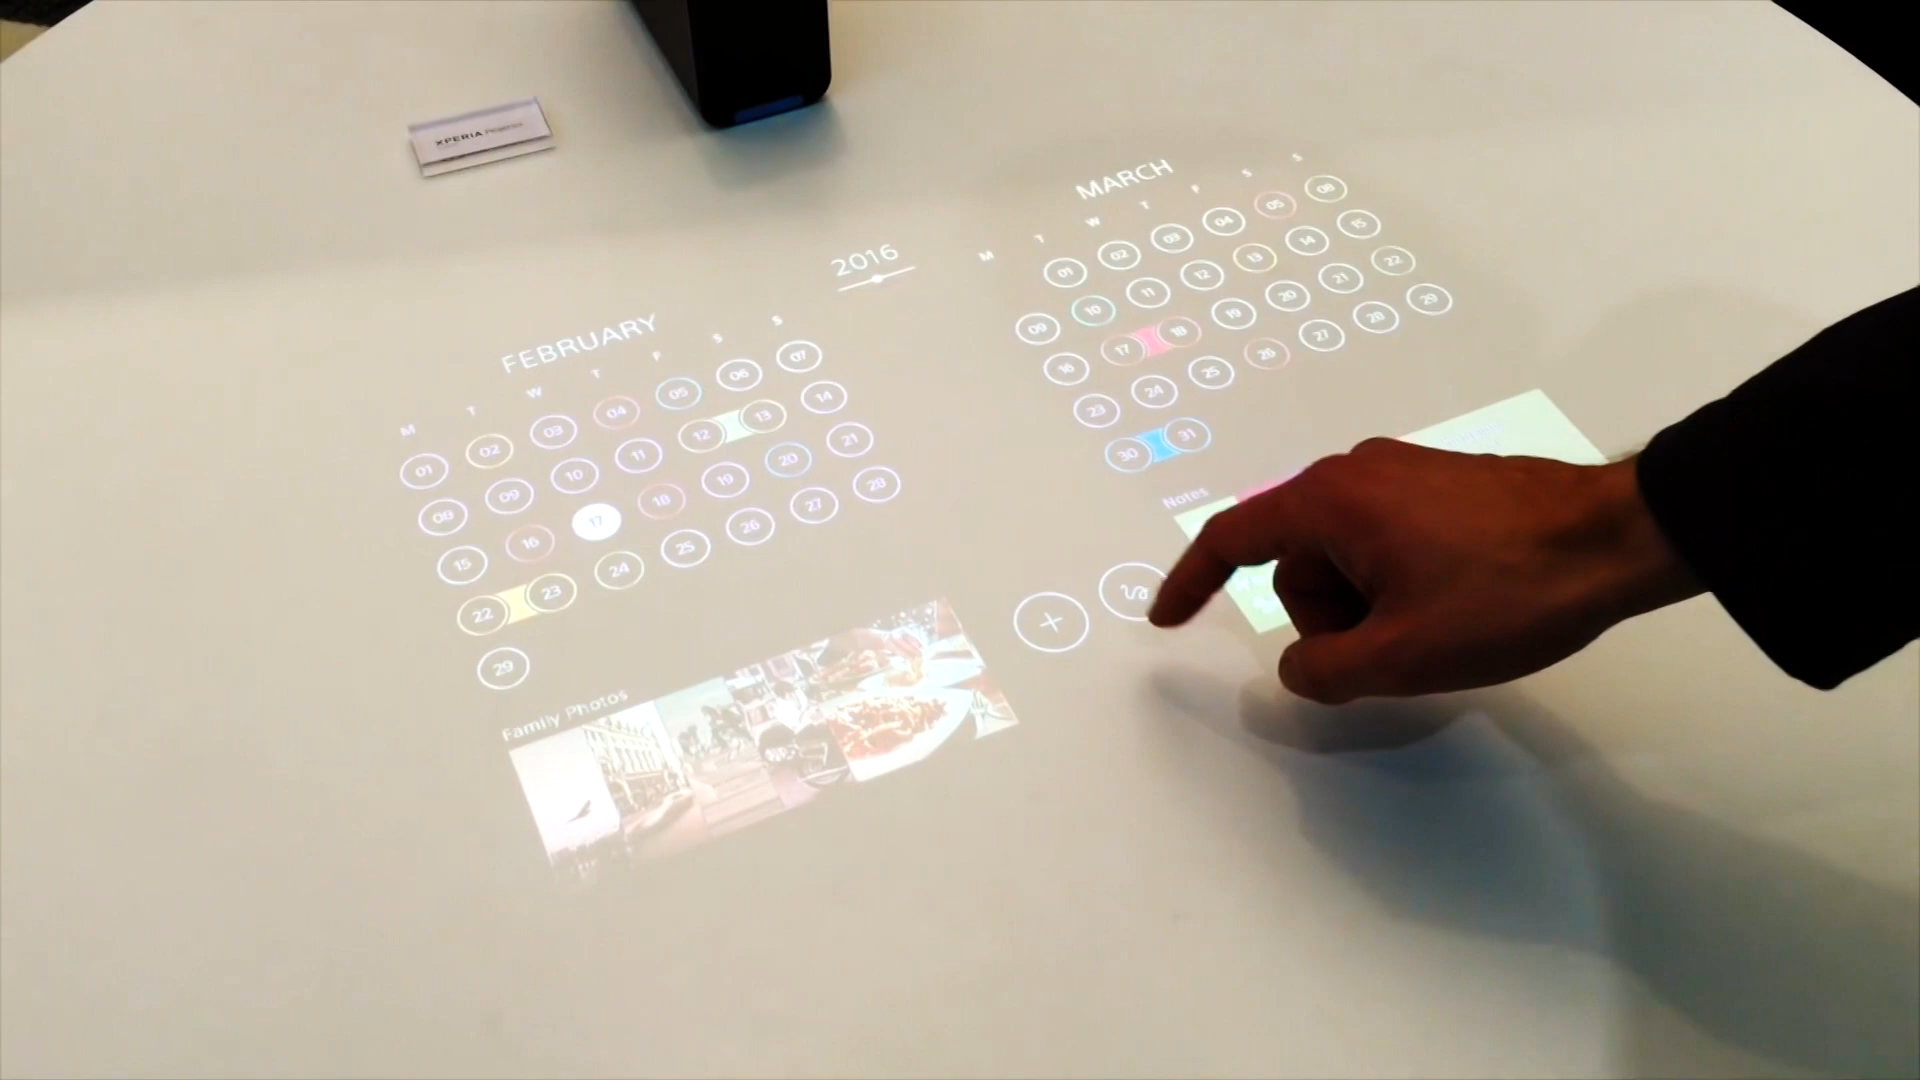 XPERIA Projector
2016
FEBRUARY
M T W T F S S
01 02 03 04 05 06 07
08 09 10 11 12 13 14
15 16 17 18 19 20 21
22 23 24 25 26 27 28
29
MARCH
M T W T F S S
01 02 03 04 05 08
09 10 11 12 13 14 15
16 17 18 19 20 21 22
23 24 25 26 27 28 29
30 31
Notes
Family Photos